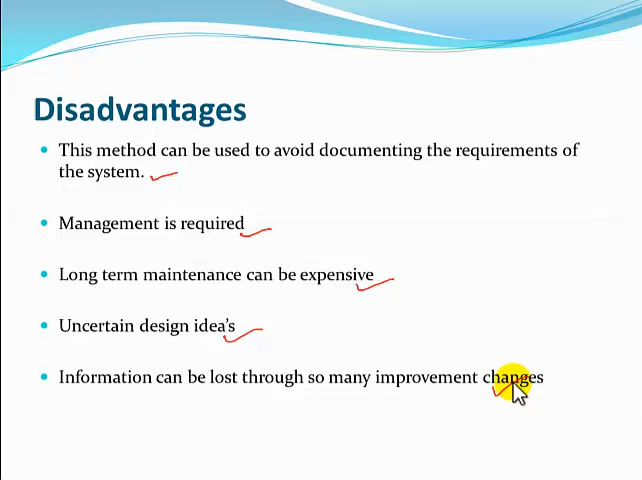 Disadvantages
• This method can be used to avoid documenting the requirements of
the system.
• Management is required
• Long term maintenance can be expensive
• Uncertain design idea's
• Information can be lost through so many improvement changes